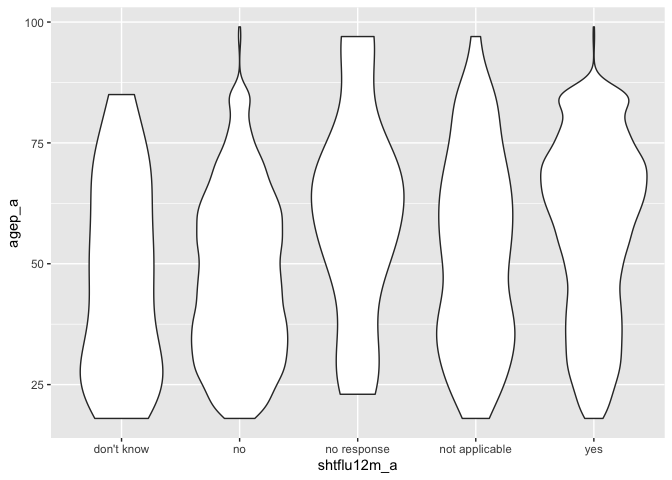 agep_a
100
75
50
25
don't know no no response not applicable yes
shtflu12m_a